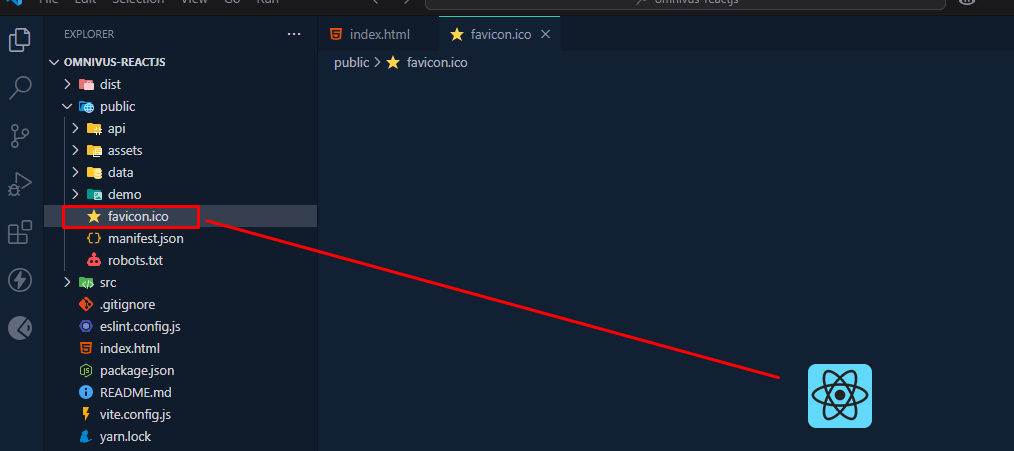 File Edit Selection View Go Run
omnivus-reactjs
EXPLORER
index.html
favicon.ico
OMNIVUS-REACTJS
public
favicon.ico
dist
public
api
assets
data
demo
favicon.ico
manifest.json
robots.txt
src
.gitignore
eslint.config.js
index.html
package.json
README.md
vite.config.js
yarn.lock